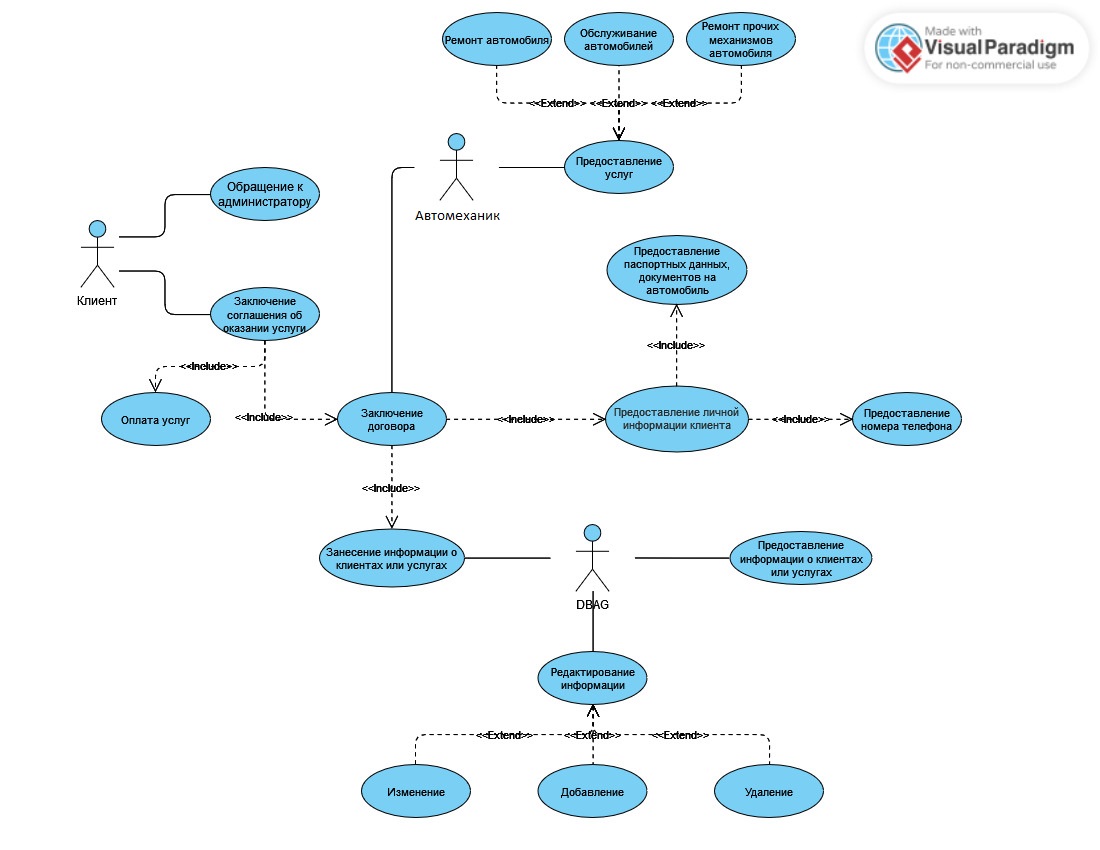 Ремонт автомобиля
Обслуживание
автомобилей
Ремонт прочих
механизмов
автомобиля
Made with
Visual Paradigm
For non-commercial use
<<Extend>>
<<Extend>>
<<Extend>>
Предоставление
услуг
Автомеханик
Обращение к
администратору
Клиент
Заключение
соглашения об
оказании услуги
Предоставление
паспортных данных,
документов на
автомобиль
<<Include>>
<<Include>>
Оплата услуг
<<Include>>
Заключение
договора
<<Include>>
Предоставление личной
информации клиента
<<Include>>
Предоставление
номера телефона
<<Include>>
Занесение информации о
клиентах или услугах
DBAG
Предоставление
информации о клиентах
или услугах
Редактирование
информации
<<Extend>>
<<Extend>>
<<Extend>>
Изменение
Добавление
Удаление